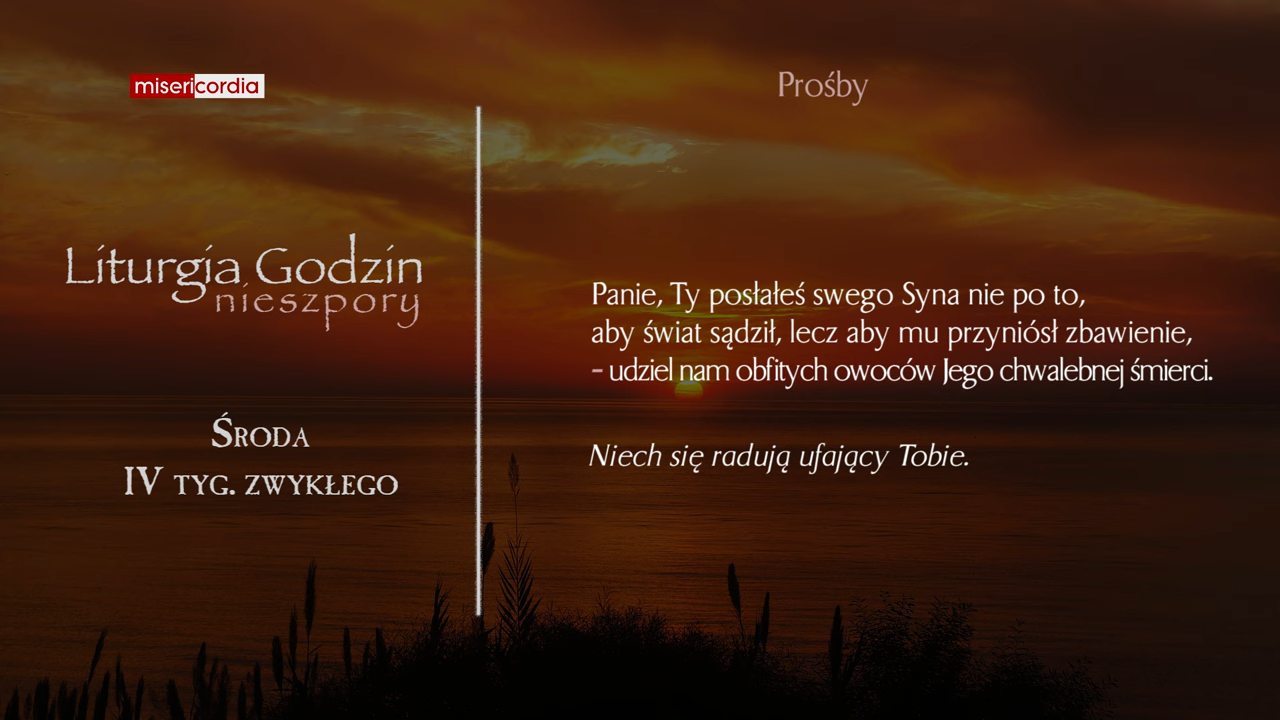 misericordia
Liturgia Godzin
nieszpory
Środa
IV tyg. zwykłego
Prośby
Panie, Ty posłałeś swego Syna nie po to,
aby świat sądził, lecz aby mu przyniósł zbawienie,
- udziel nam obfitych owoców Jego chwalebnej śmierci.
Niech się radują ufający Tobie.